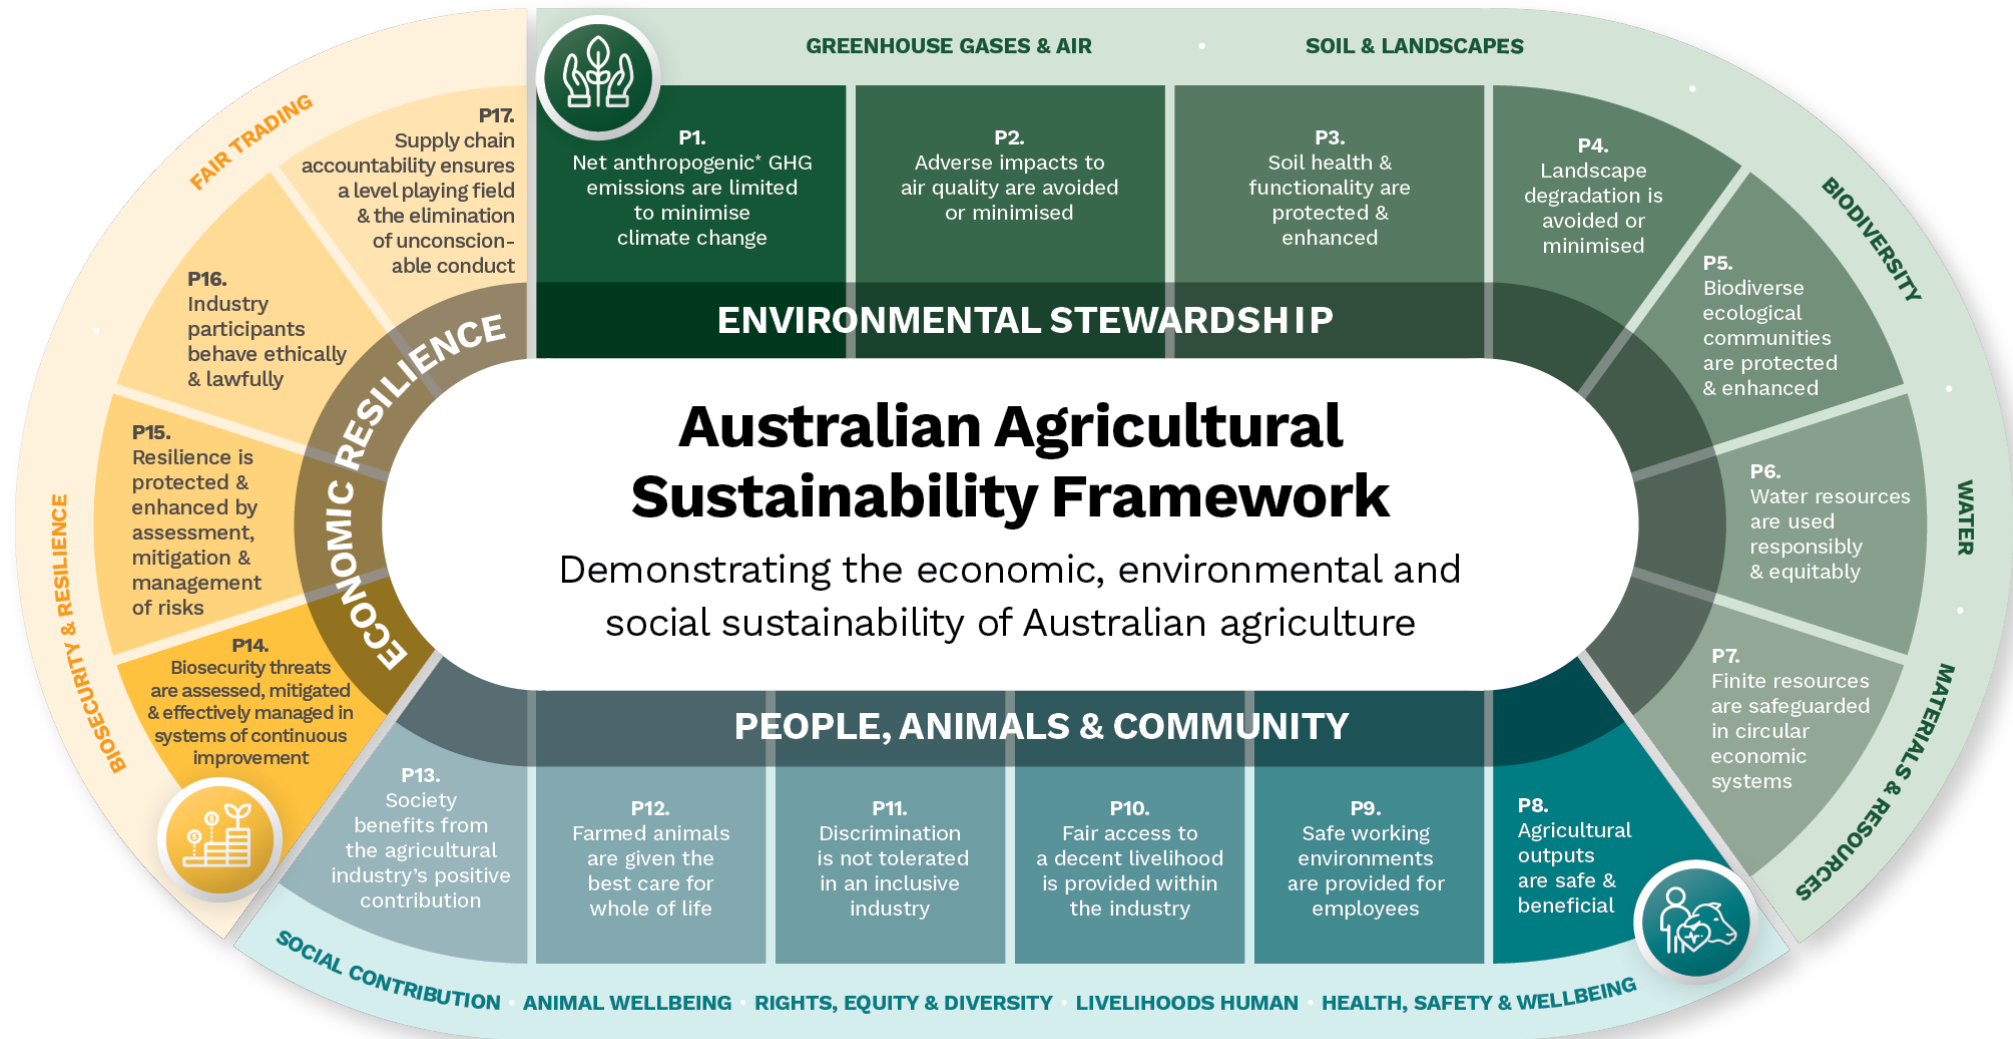 GREENHOUSE GASES & AIR
SOIL & LANDSCAPES
BIODIVERSITY
WATER
MATERIALS & RESOURCES
P1.
Net anthropogenic* GHG
emissions are limited
to minimise
climate change
P2.
Adverse impacts to
air quality are avoided
or minimised
P3.
Soil health &
functionality are
protected &
enhanced
P4.
Landscape
degradation is
avoided or
minimised
P5.
Biodiverse
ecological
communities
are protected
& enhanced
P6.
Water resources
are used
responsibly
& equitably
P7.
Finite resources
are safeguarded
in circular
economic
systems
ENVIRONMENTAL STEWARDSHIP
Australian Agricultural
Sustainability Framework
Demonstrating the economic, environmental and
social sustainability of Australian agriculture
PEOPLE, ANIMALS & COMMUNITY
P8.
Agricultural
outputs
are safe &
beneficial
P9.
Safe working
environments
are provided for
employees
P10.
Fair access to
a decent livelihood
is provided within
the industry
P11.
Discrimination
is not tolerated
in an inclusive
industry
P12.
Farmed animals
are given the
best care for
whole of life
P13.
Society
benefits from
the agricultural
industry's positive
contribution
SOCIAL CONTRIBUTION · ANIMAL WELLBEING · RIGHTS, EQUITY & DIVERSITY · LIVELIHOODS HUMAN · HEALTH, SAFETY & WELLBEING
ECONOMIC RESILIENCE
P14.
Biosecurity threats
are assessed, mitigated
& effectively managed in
systems of continuous
improvement
P15.
Resilience is
protected &
enhanced by
assessment,
mitigation &
management
of risks
P16.
Industry
participants
behave ethically
& lawfully
P17.
Supply chain
accountability ensures
a level playing field
& the elimination
of unconscion-
able conduct
BIOSECURITY & RESILIENCE
FAIR TRADING